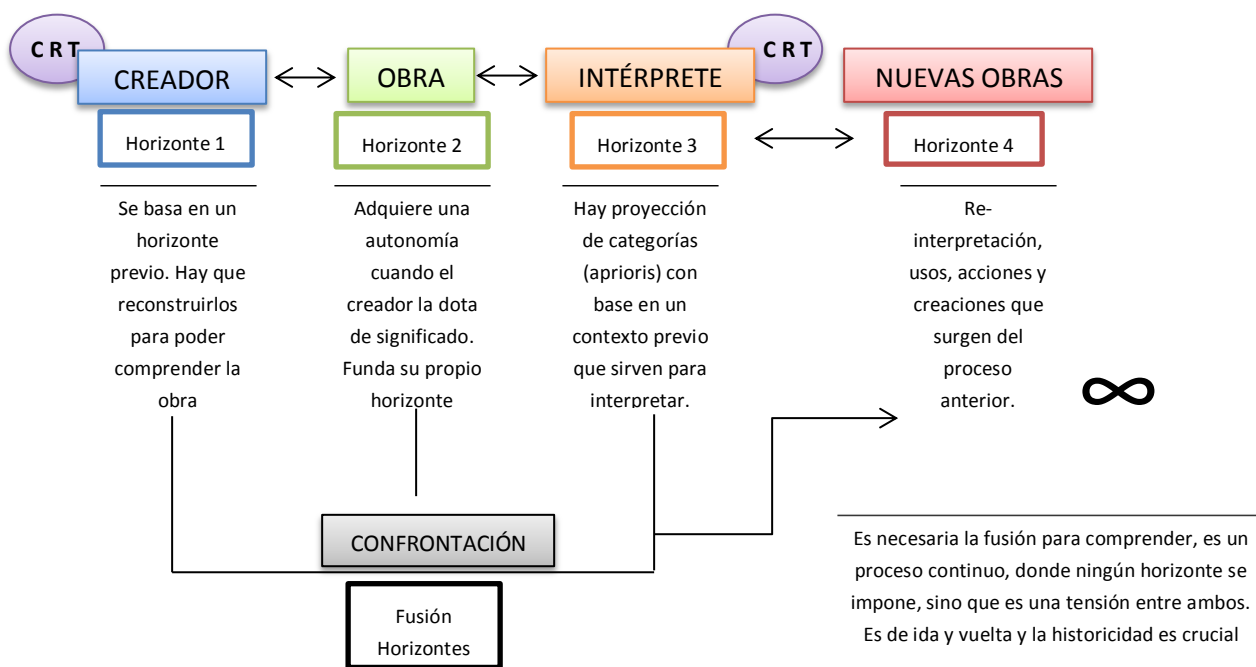 C R T
CREADOR
OBRA
INTÉRPRETE
C R T
NUEVAS OBRAS
Horizonte 1
Horizonte 2
Horizonte 3
Horizonte 4
Se basa en un
horizonte
previo. Hay que
reconstruirlos
para poder
comprender la
obra
Adquiere una
autonomía
cuando el
creador la dota
de significado.
Funda su propio
horizonte
Hay proyección
de categorías
(aprioris) con
base en un
contexto previo
que sirven para
interpretar.
Re-
interpretación,
usos, acciones y
creaciones que
surgen del
proceso
anterior.
∞
CONFRONTACIÓN
Fusión
Horizontes
Es necesaria la fusión para comprender, es un
proceso continuo, donde ningún horizonte se
impone, sino que es una tensión entre ambos.
Es de ida y vuelta y la historicidad es crucial